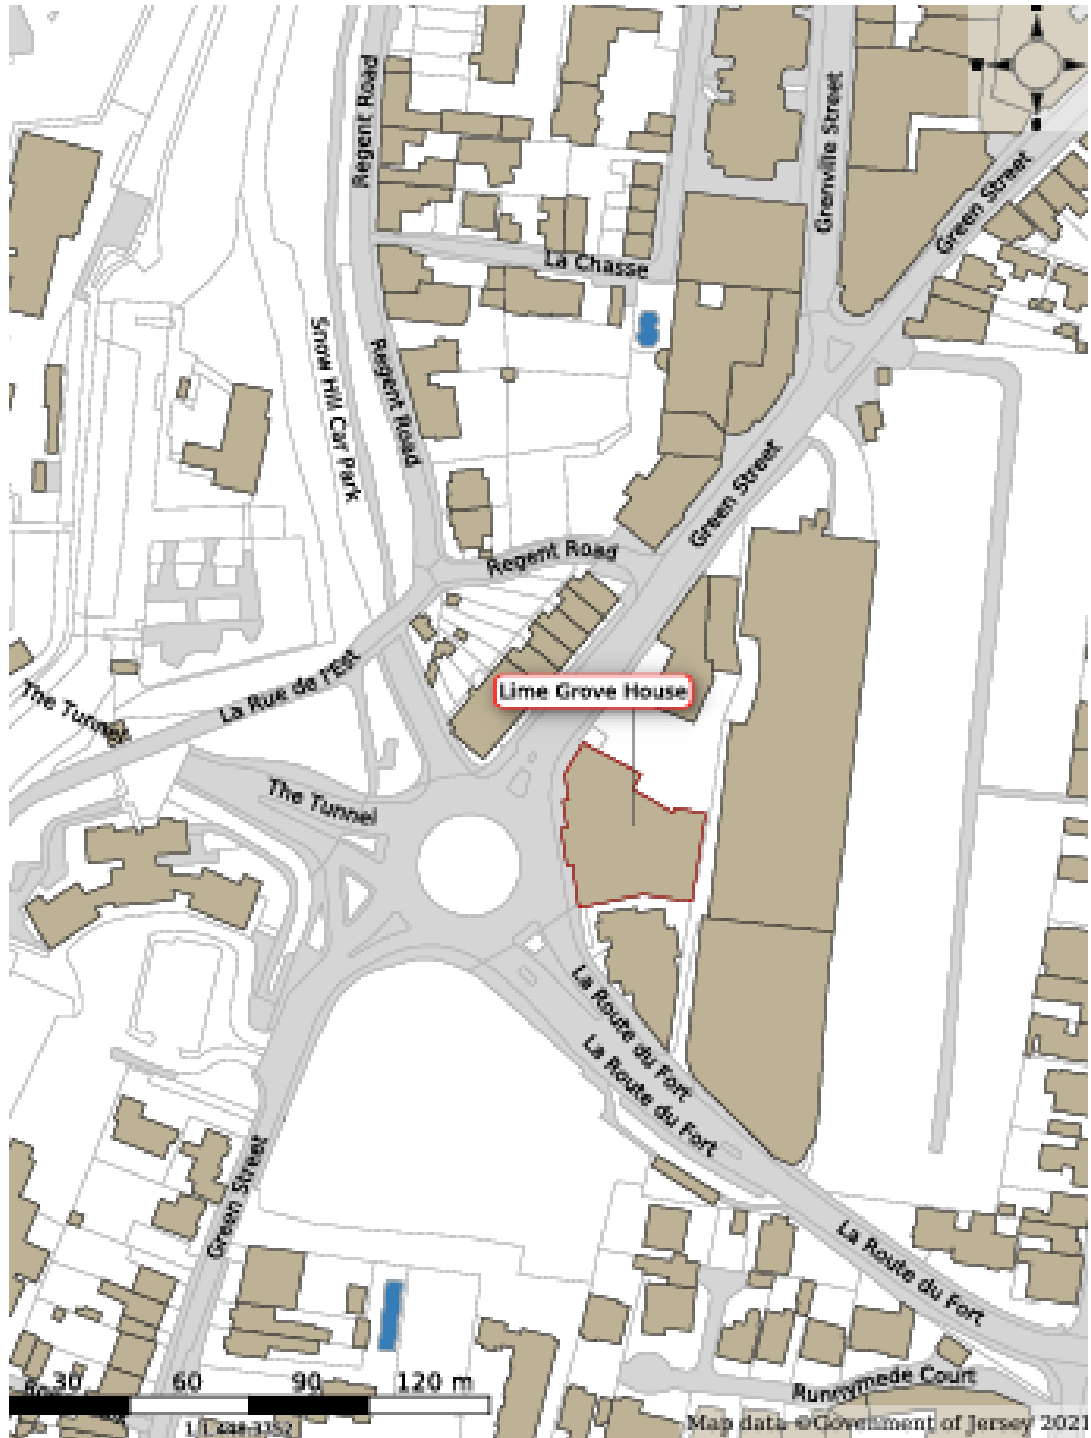 Regent Road
Grenville Street
Green Street
La Chasse
Snow Hill Car Park
Regent Road
Green Street
Regent Road
Lime Grove House
La Rue de l'Est
The Tunnel
The Tunnel
La Route du Fort
La Route du Fort
Green Street
La Route du Fort
Runnymede Court
30 60 90 120 m
Map data ©Government of Jersey 2021